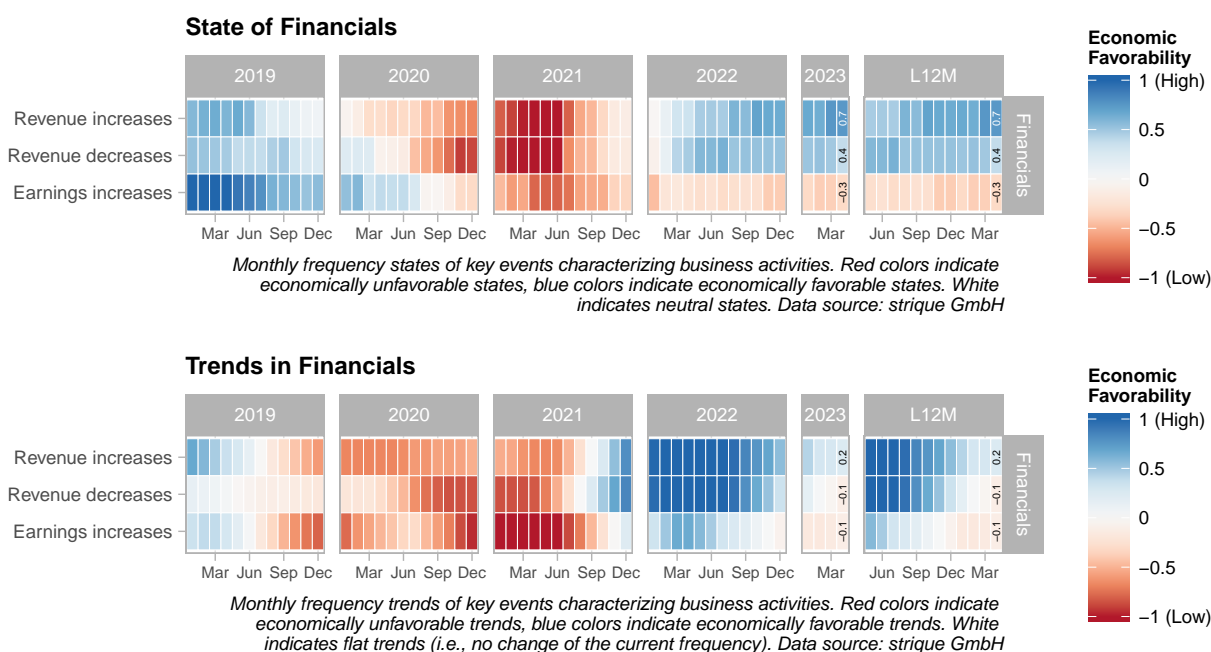 State of Financials
2019 2020 2021 2022 2023 L12M
Revenue increases
Revenue decreases
Earnings increases
0.7
0.4
−0.3
0.7
0.4
−0.3
Financials
Mar Jun Sep Dec Mar Jun Sep Dec Mar Jun Sep Dec Mar Jun Sep Dec Mar Jun Sep Dec Mar
Monthly frequency states of key events characterizing business activities. Red colors indicate
economically unfavorable states, blue colors indicate economically favorable states. White
indicates neutral states. Data source: strique GmbH
Economic
Favorability
1 (High)
0.5
0
−0.5
−1 (Low)
Trends in Financials
2019 2020 2021 2022 2023 L12M
Revenue increases
Revenue decreases
Earnings increases
0.2
−0.1
−0.1
0.2
−0.1
−0.1
Financials
Mar Jun Sep Dec Mar Jun Sep Dec Mar Jun Sep Dec Mar Jun Sep Dec Mar Jun Sep Dec Mar
Monthly frequency trends of key events characterizing business activities. Red colors indicate
economically unfavorable trends, blue colors indicate economically favorable trends. White
indicates flat trends (i.e., no change of the current frequency). Data source: strique GmbH
Economic
Favorability
1 (High)
0.5
0
−0.5
−1 (Low)